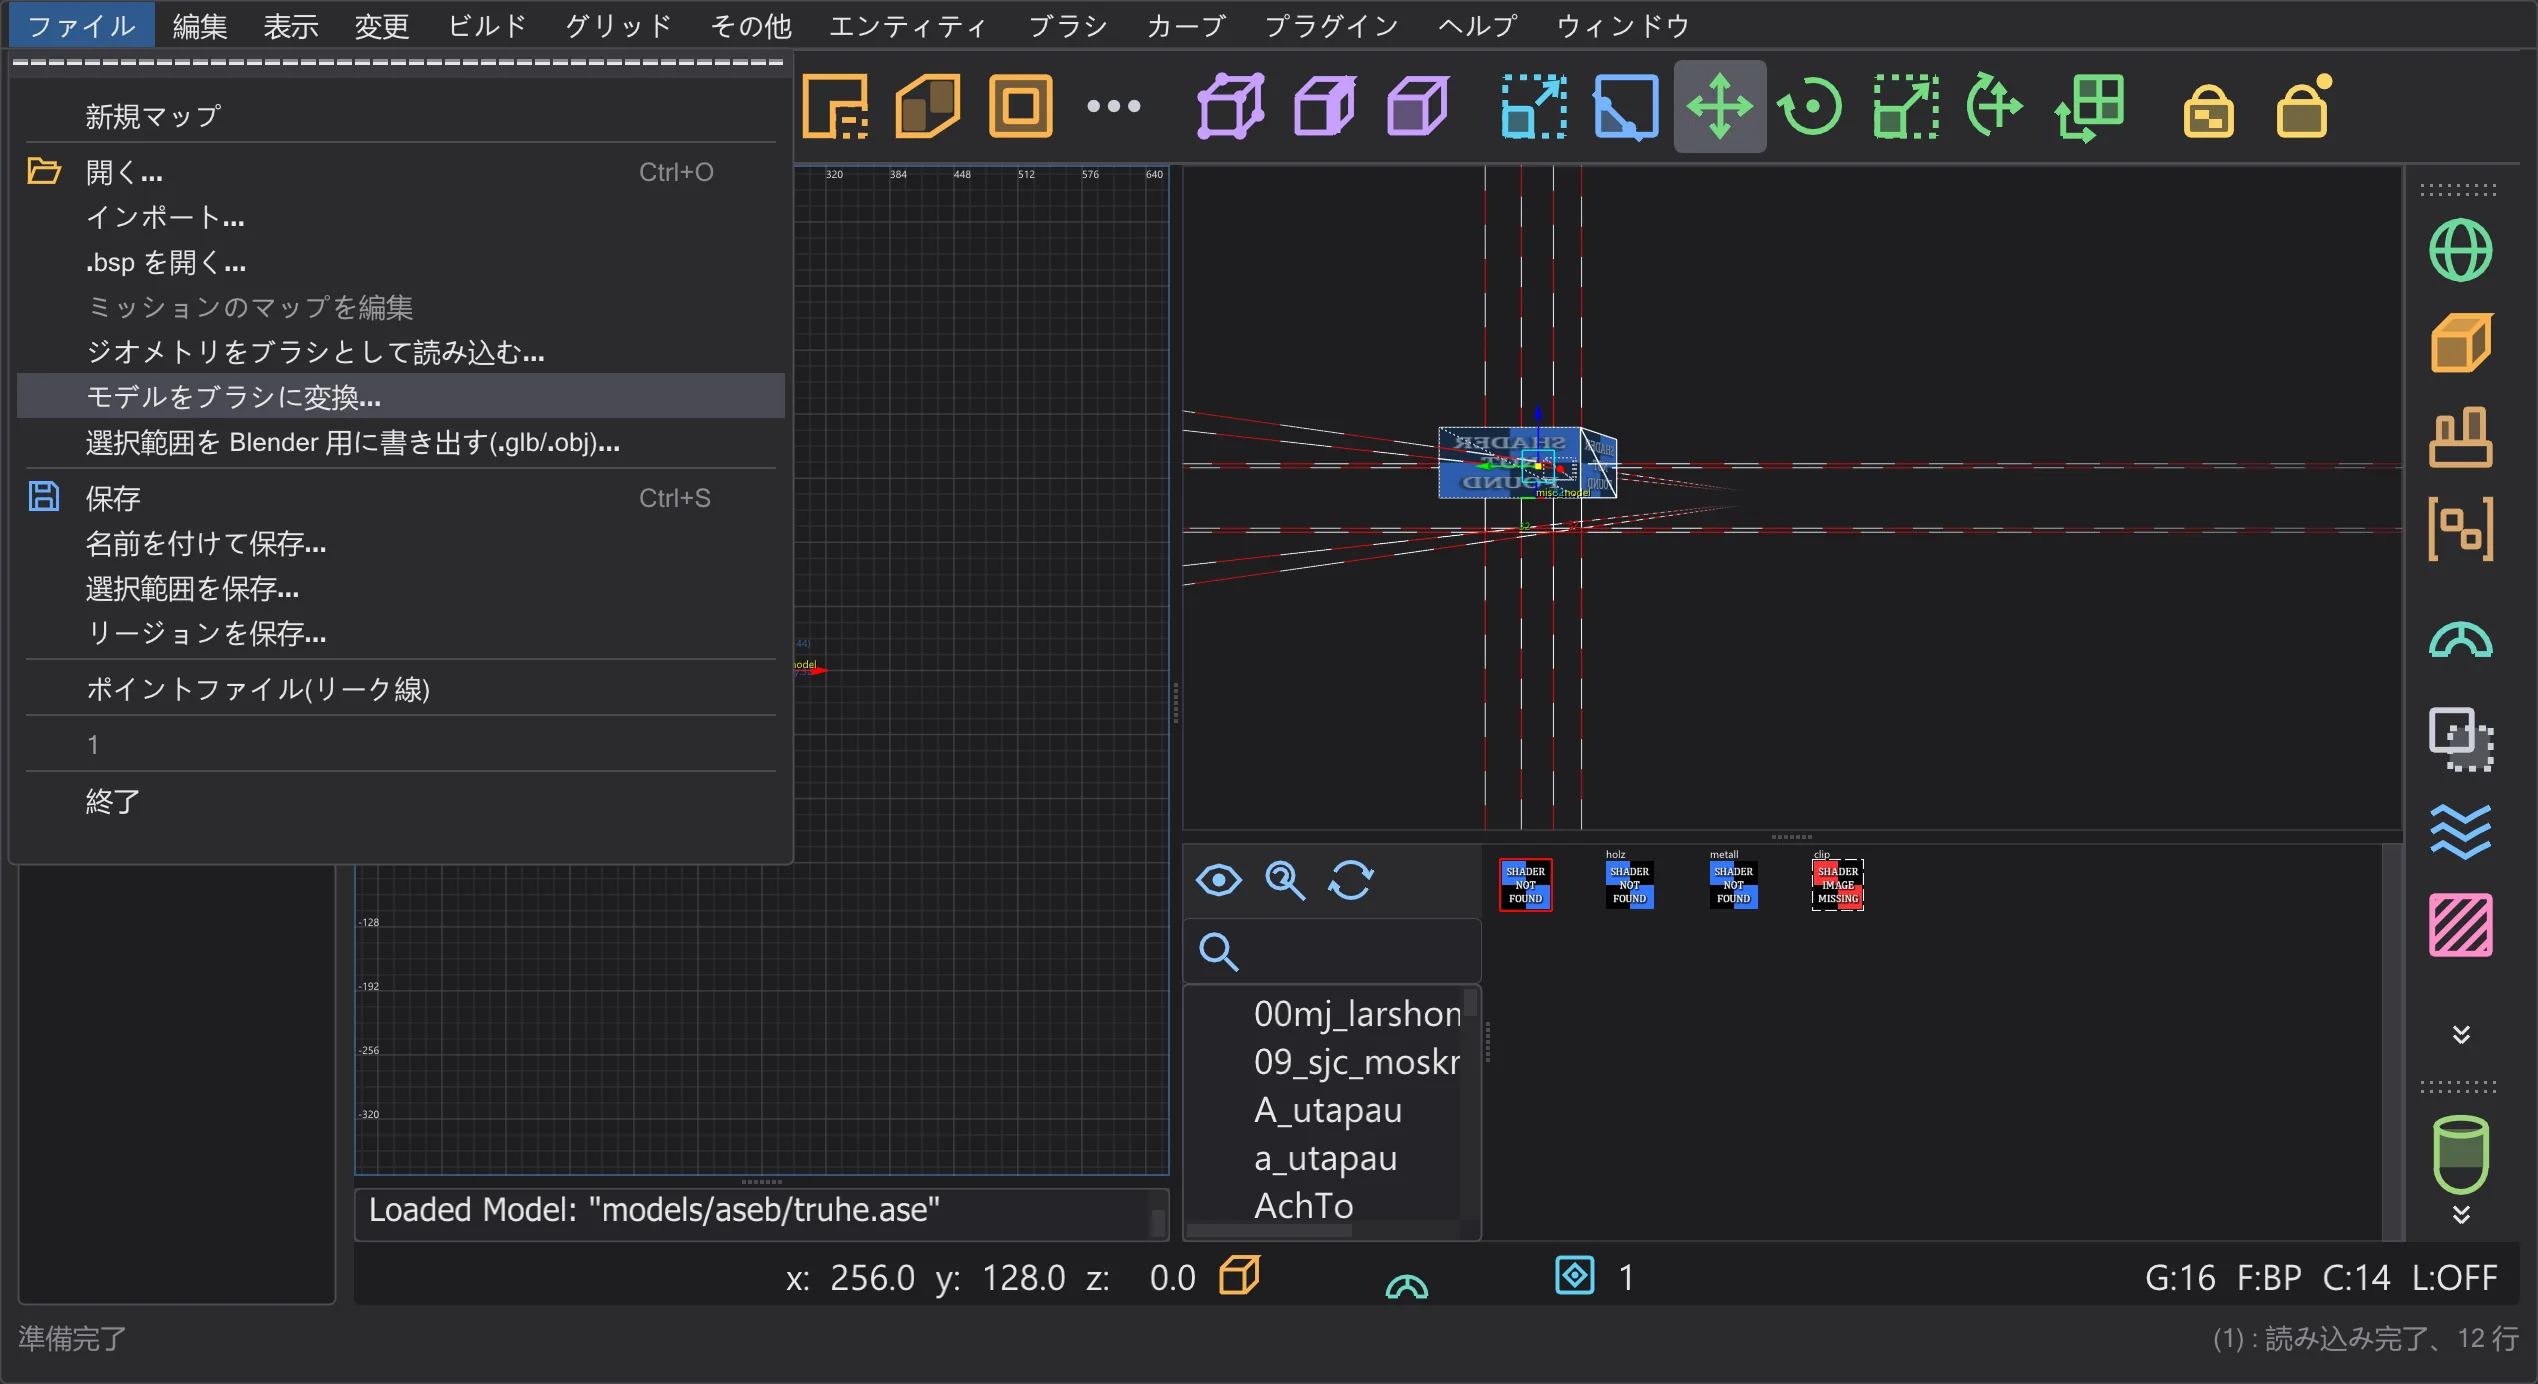 ファイル 編集 表示 変更 ビルド グリッド その他 エンティティ ブラシ カーブ プラグイン ヘルプ ウィンドウ
新規マップ
開く... Ctrl+O
インポート...
.bsp を開く...
ミッションのマップを編集
ジオメトリをブラシとして読み込む...
モデルをブラシに変換...
選択範囲を Blender 用に書き出す(.glb/.obj)...
保存 Ctrl+S
名前を付けて保存...
選択範囲を保存...
リージョンを保存...
ポイントファイル(リーク線)
1
終了
320 384 448 512 576 640
44)
model
-128
-192
-256
-320
SHADER
NOT
FOUND
SHADER
NOT
FOUND
misc_model
32
Loaded Model: "models/aseb/truhe.ase"
SHADER
NOT
FOUND
holz
SHADER
NOT
FOUND
metall
SHADER
NOT
FOUND
clip
SHADER
IMAGE
MISSING
00mj_larshon
09_sjc_moskr
A_utapau
a_utapau
AchTo
x: 256.0 y: 128.0 z: 0.0
1
G:16 F:BP C:14 L:OFF
準備完了
(1) : 読み込み完了、12 行